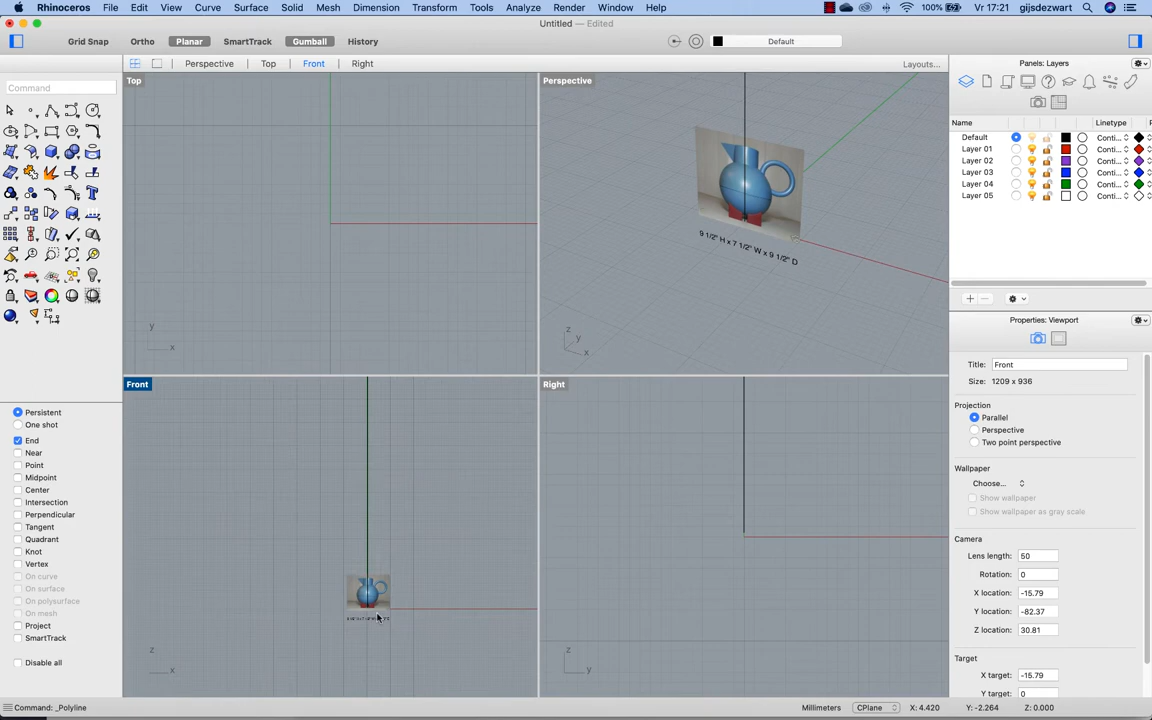 Rhinoceros File Edit View Curve Surface Solid Mesh Dimension Transform Tools Analyze Render Window Help 100% Vr 17:21 gijsdezwart
Untitled — Edited
Grid Snap Ortho Planar SmartTrack Gumball History Default
Perspective Top Front Right Layouts...
Panels: Layers
Command
Top
Perspective
Name Linetype
Default Conti...
Layer 01 Conti...
Layer 02 Conti...
Layer 03 Conti...
Layer 04 Conti...
Layer 05 Conti...
9 1/2" H x 7 1/2" W x 9 1/2" D
y
x
z
y
x
Properties: Viewport
Title: Front
Size: 1209 x 936
Projection
Parallel
Perspective
Two point perspective
Wallpaper
Choose...
Show wallpaper
Show wallpaper as gray scale
Camera
Lens length: 50
Rotation: 0
X location: -15.79
Y location: -82.37
Z location: 30.81
Target
X target: -15.79
Y target: 0
Front
Right
z
x
z
y
Persistent
One shot
End
Near
Point
Midpoint
Center
Intersection
Perpendicular
Tangent
Quadrant
Knot
Vertex
On curve
On surface
On polysurface
On mesh
Project
SmartTrack
Disable all
Command: _Polyline Millimeters CPlane X: 4.420 Y: -2.264 Z: 0.000